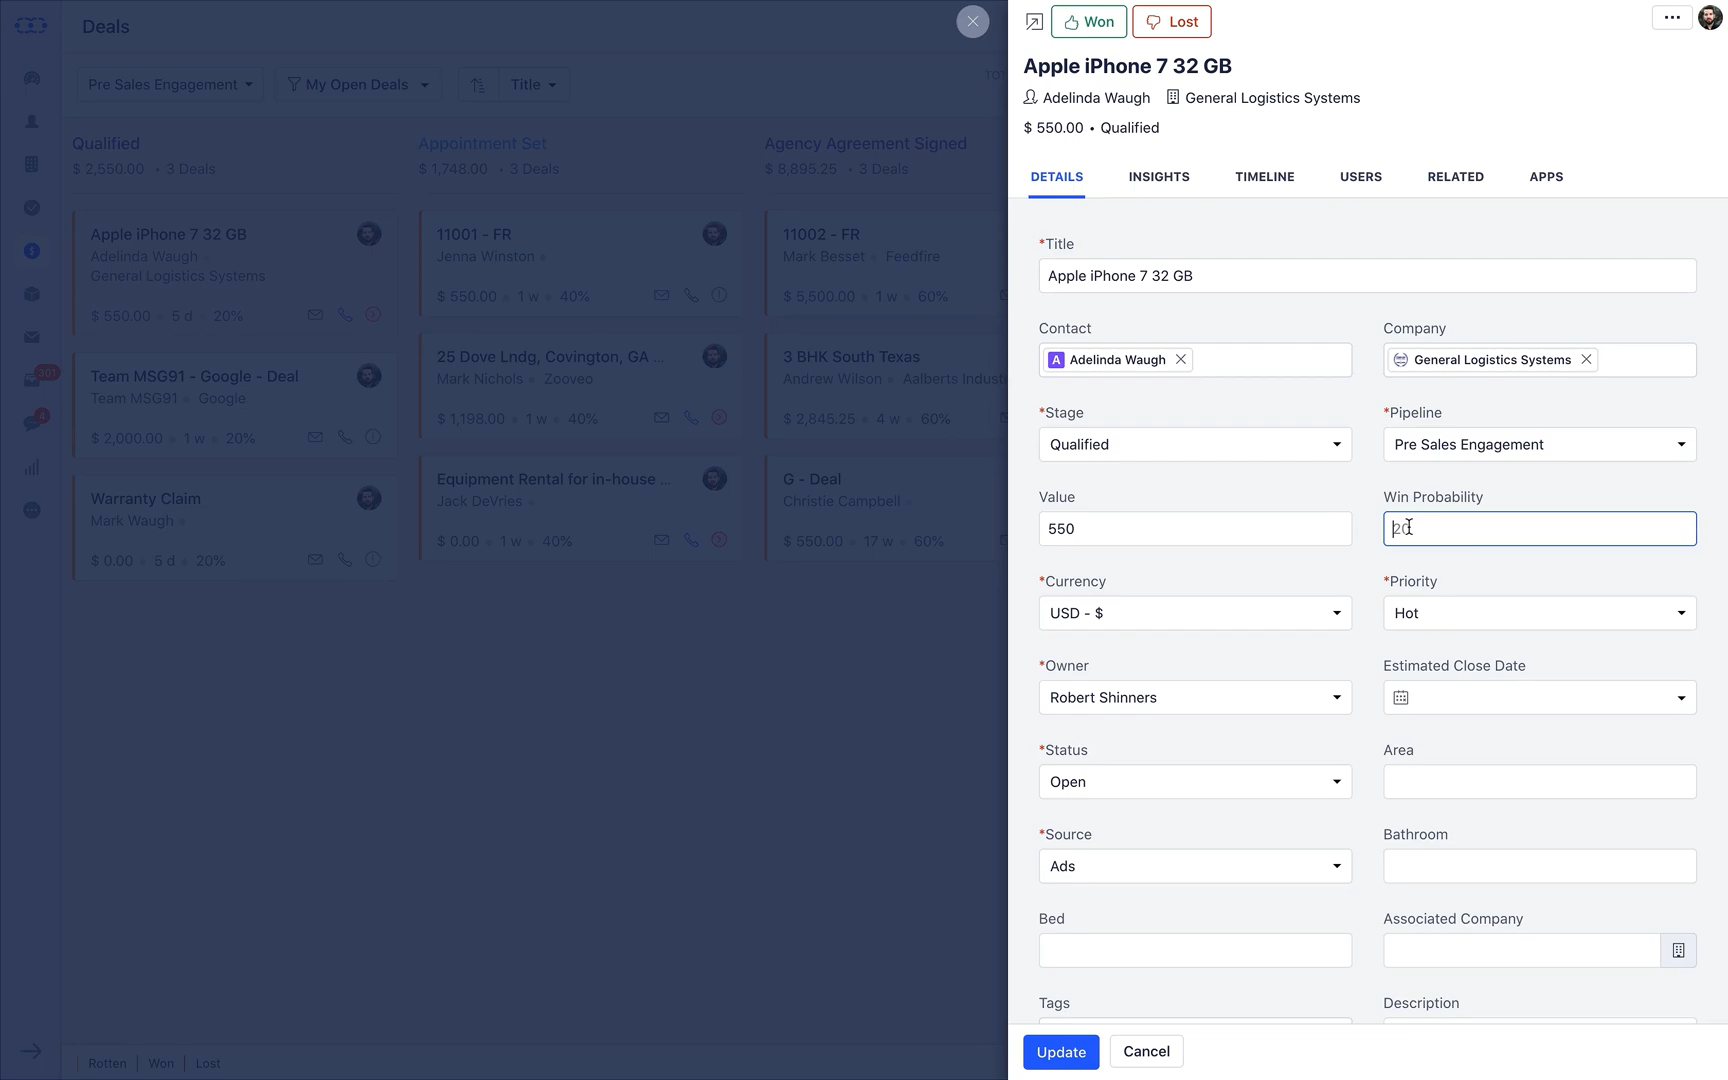 Deals
Pre Sales Engagement
My Open Deals
Title
TOT
Qualified
$ 2,550.00 • 3 Deals
Appointment Set
$ 1,748.00 • 3 Deals
Agency Agreement Signed
$ 8,895.25 • 3 Deals
Apple iPhone 7 32 GB
Adelinda Waugh
General Logistics Systems
$ 550.00 5 d 20%
Team MSG91 - Google - Deal
Team MSG91 Google
$ 2,000.00 1 w 20%
Warranty Claim
Mark Waugh
$ 0.00 5 d 20%
11001 - FR
Jenna Winston
$ 550.00 1 w 40%
25 Dove Lndg, Covington, GA ...
Mark Nichols Zooveo
$ 1,198.00 1 w 40%
Equipment Rental for in-house ...
Jack DeVries
$ 0.00 1 w 40%
11002 - FR
Mark Besset Feedfire
$ 5,500.00 1 w 60%
3 BHK South Texas
Andrew Wilson Aalberts Indust
$ 2,845.25 4 w 60%
G - Deal
Christie Campbell
$ 550.00 17 w 60%
301
4
Rotten
Won
Lost
Won
Lost
Apple iPhone 7 32 GB
Adelinda Waugh General Logistics Systems
$ 550.00 • Qualified
DETAILS
INSIGHTS
TIMELINE
USERS
RELATED
APPS
*Title
Apple iPhone 7 32 GB
Contact
A Adelinda Waugh
Company
General Logistics Systems
*Stage
Qualified
*Pipeline
Pre Sales Engagement
Value
550
Win Probability
20
*Currency
USD - $
*Priority
Hot
*Owner
Robert Shinners
Estimated Close Date
*Status
Open
Area
*Source
Ads
Bathroom
Bed
Associated Company
Tags
Description
Update
Cancel